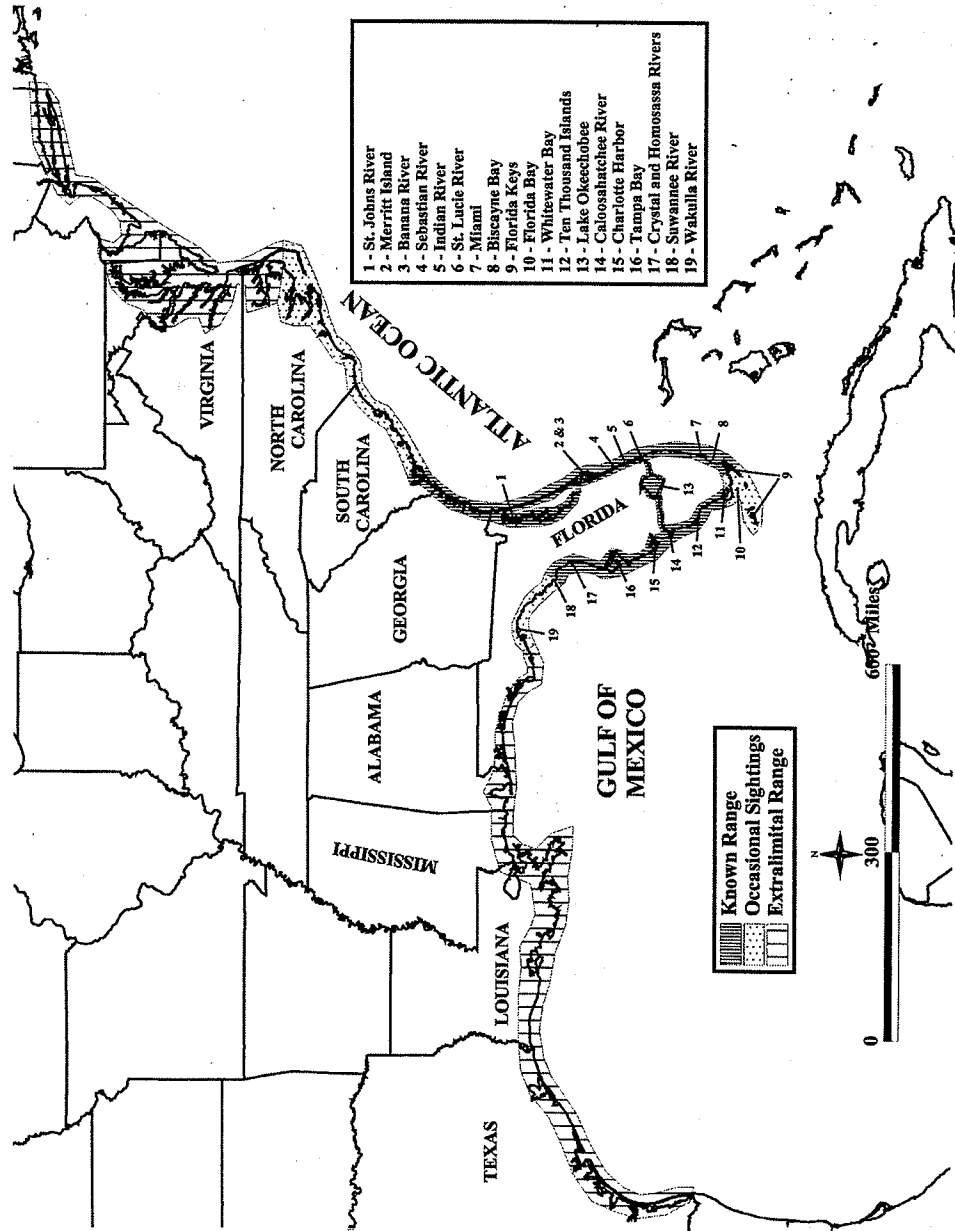 VIRGINIA
NORTH
CAROLINA
SOUTH
CAROLINA
GEORGIA
ALABAMA
MISSISSIPPI
LOUISIANA
TEXAS
FLORIDA
ATLANTIC OCEAN
GULF OF
MEXICO
1
2 & 3
4
5
6
7
8
9
10
11
12
13
14
15
16
17
18
19
1 - St. Johns River
2 - Merritt Island
3 - Banana River
4 - Sebastian River
5 - Indian River
6 - St. Lucie River
7 - Miami
8 - Biscayne Bay
9 - Florida Keys
10 - Florida Bay
11 - Whitewater Bay
12 - Ten Thousand Islands
13 - Lake Okeechobee
14 - Caloosahatchee River
15 - Charlotte Harbor
16 - Tampa Bay
17 - Crystal and Homosassa Rivers
18 - Suwannee River
19 - Wakulla River
Known Range
Occasional Sightings
Extralimital Range
N
0 300 600 Miles